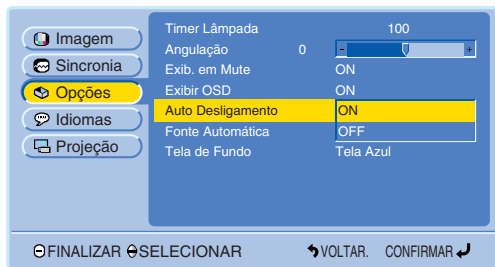 Imagem
Sincronia
Opções
Idiomas
Projeção
Timer Lâmpada 100
Angulação 0 - +
Exib. em Mute ON
Exibir OSD ON
Auto Desligamento ON
Fonte Automática OFF
Tela de Fundo Tela Azul
FINALIZAR SELECIONAR VOLTAR. CONFIRMAR